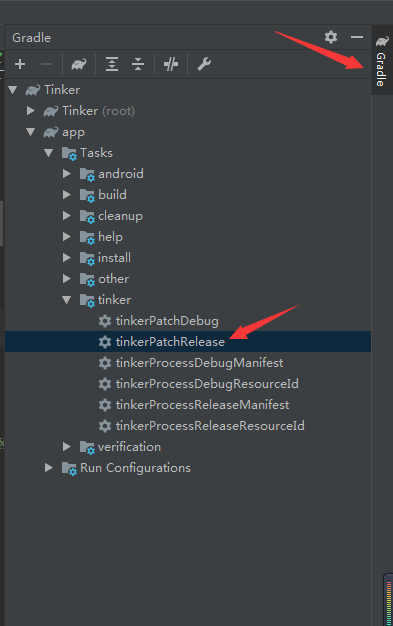 Gradle
Gradle
Tinker
Tinker (root)
app
Tasks
android
build
cleanup
help
install
other
tinker
tinkerPatchDebug
tinkerPatchRelease
tinkerProcessDebugManifest
tinkerProcessDebugResourceId
tinkerProcessReleaseManifest
tinkerProcessReleaseResourceId
verification
Run Configurations